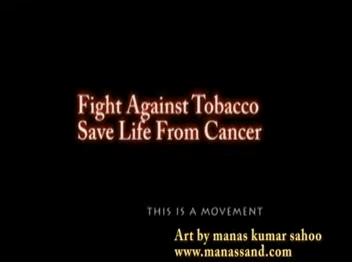 Fight Against Tobacco
Save Life From Cancer
THIS IS A MOVEMENT
Art by manas kumar sahoo
www.manassand.com